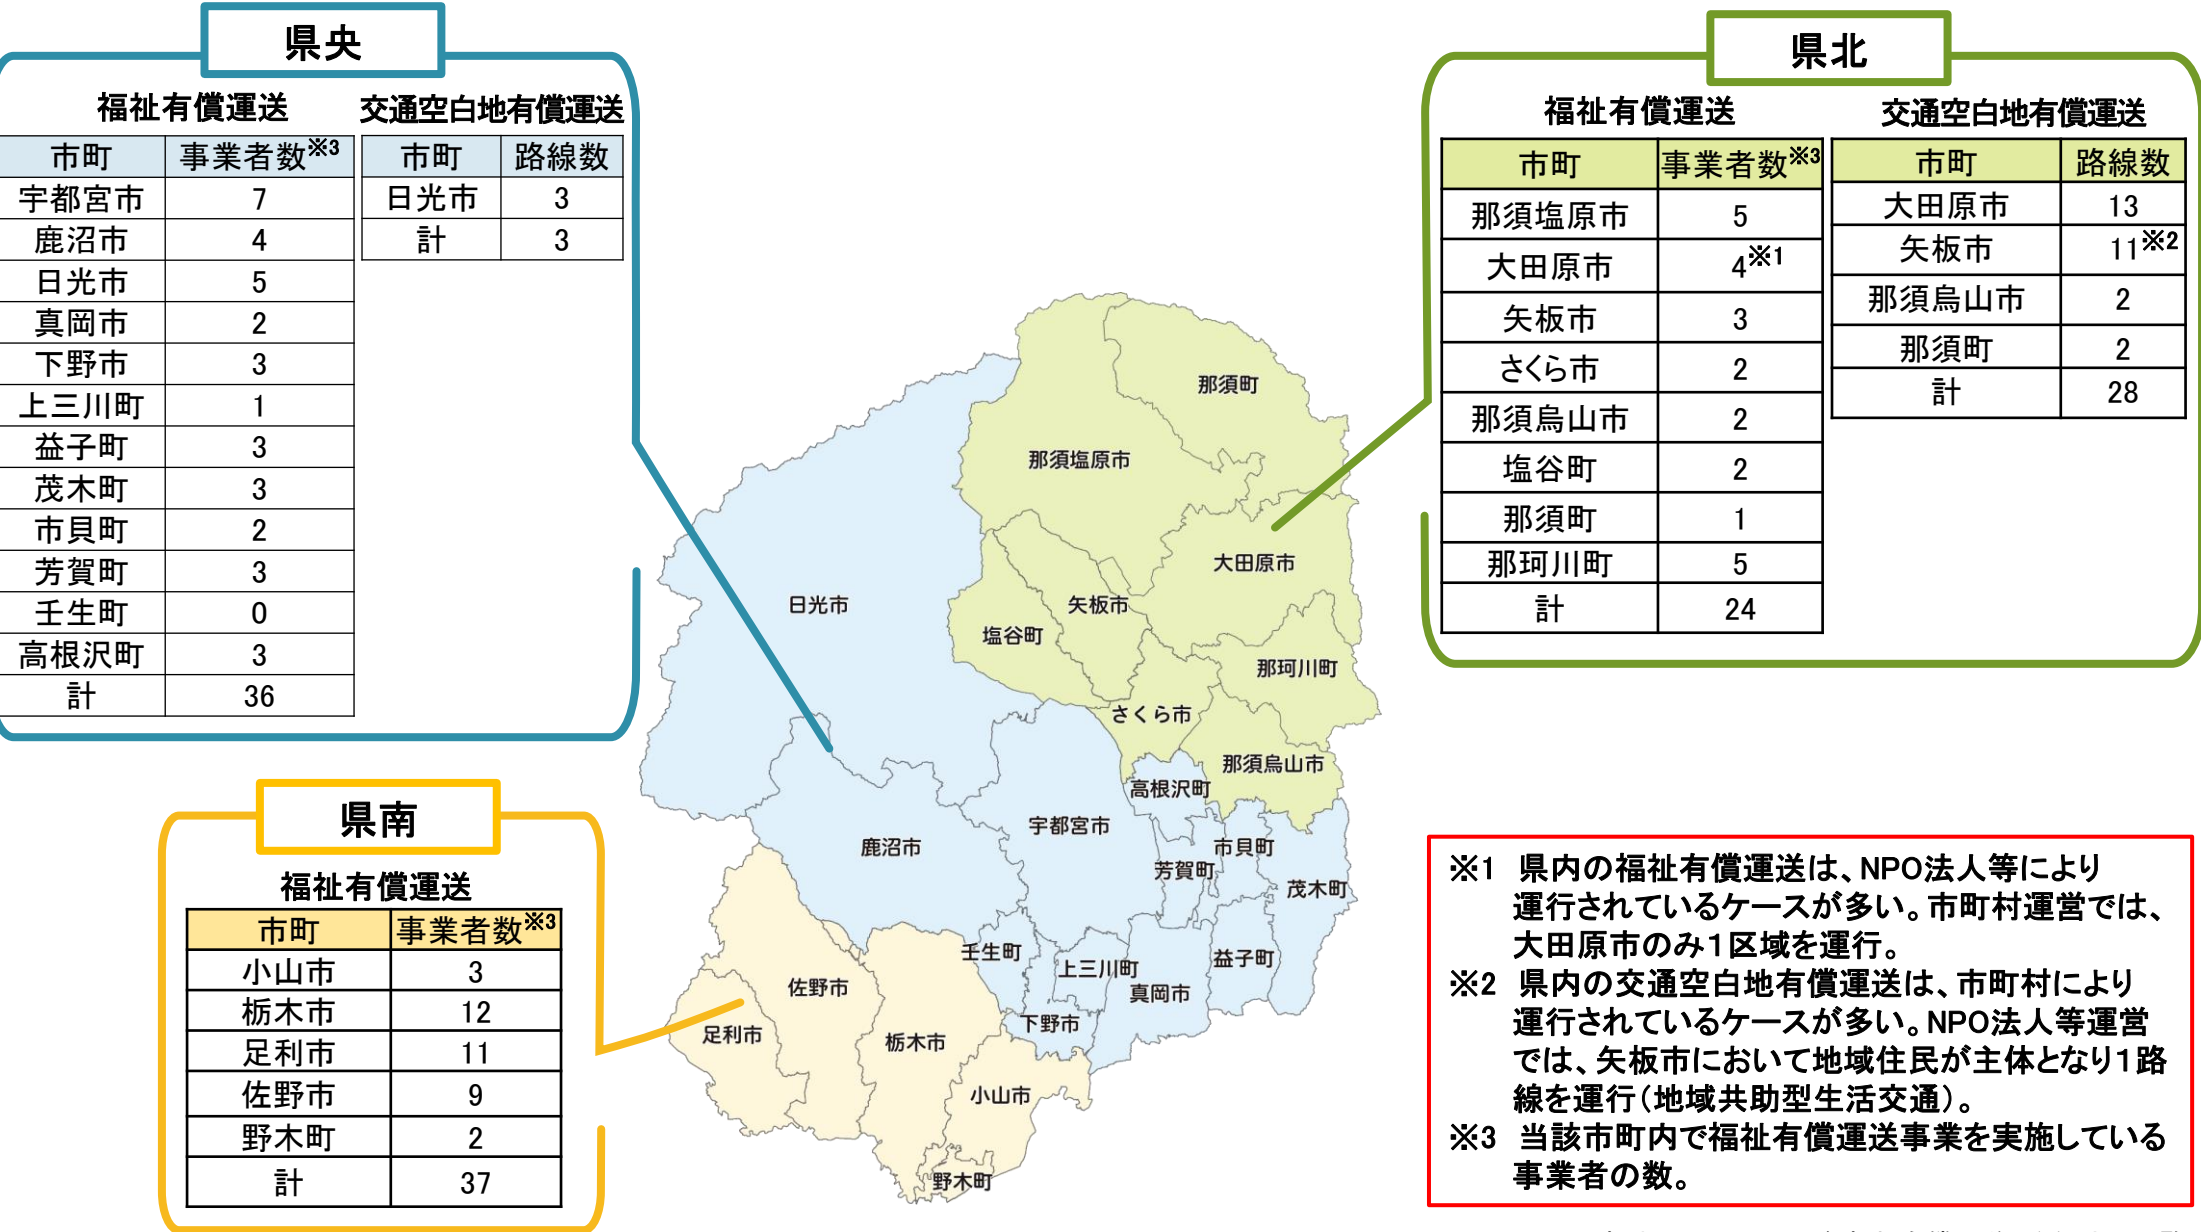 県央
福祉有償運送
市町 事業者数※3
宇都宮市 7
鹿沼市 4
日光市 5
真岡市 2
下野市 3
上三川町 1
益子町 3
茂木町 3
市貝町 2
芳賀町 3
壬生町 0
高根沢町 3
計 36
交通空白地有償運送
市町 路線数
日光市 3
計 3
県北
福祉有償運送
市町 事業者数※3
那須塩原市 5
大田原市 4※1
矢板市 3
さくら市 2
那須烏山市 2
塩谷町 2
那須町 1
那珂川町 5
計 24
交通空白地有償運送
市町 路線数
大田原市 13
矢板市 11※2
那須烏山市 2
那須町 2
計 28
県南
福祉有償運送
市町 事業者数※3
小山市 3
栃木市 12
足利市 11
佐野市 9
野木町 2
計 37
那須町
那須塩原市
大田原市
日光市
矢板市
塩谷町
那珂川町
さくら市
那須烏山市
高根沢町
宇都宮市
鹿沼市
市貝町
芳賀町
茂木町
壬生町
上三川町
益子町
佐野市
真岡市
下野市
足利市
栃木市
小山市
野木町
※1 県内の福祉有償運送は、NPO法人等により
運行されているケースが多い。市町村運営では、
大田原市のみ1区域を運行。
※2 県内の交通空白地有償運送は、市町村により
運行されているケースが多い。NPO法人等運営
では、矢板市において地域住民が主体となり1路
線を運行(地域共助型生活交通)。
※3 当該市町内で福祉有償運送事業を実施している
事業者の数。